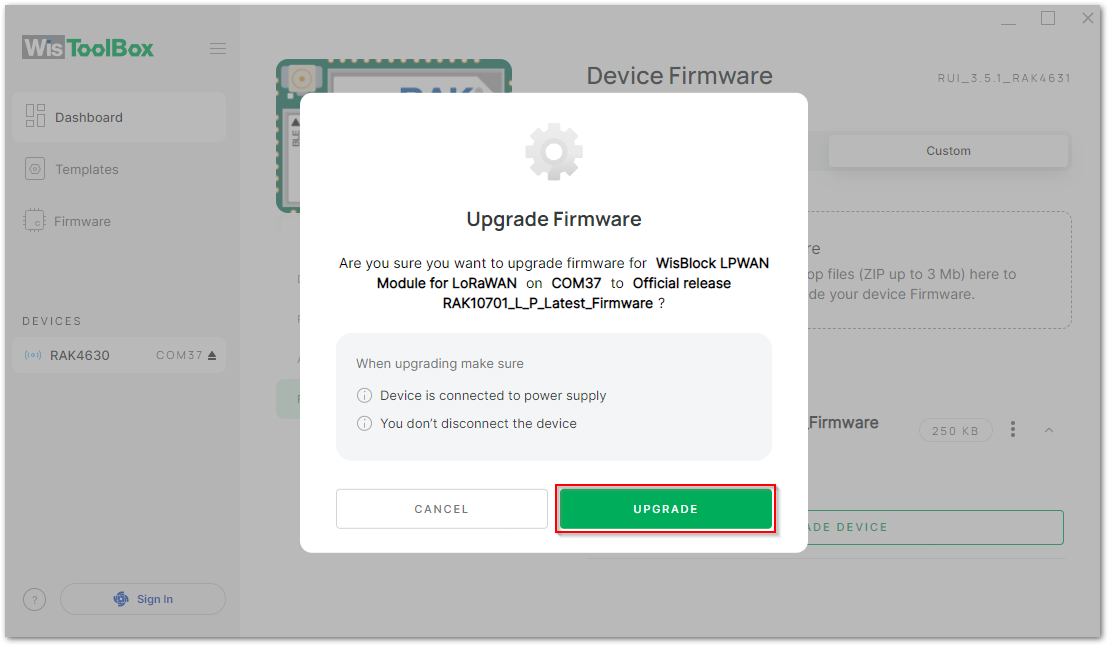 WisToolBox
Dashboard
Templates
Firmware
DEVICES
RAK4630 COM37
?
Sign In
Device Firmware
RUI_3.5.1_RAK4631
RAK
Custom
op files (ZIP up to 3 Mb) here to
de your device Firmware.
_Firmware
250 KB
ADE DEVICE
Upgrade Firmware
Are you sure you want to upgrade firmware for WisBlock LPWAN
Module for LoRaWAN on COM37 to Official release
RAK10701_L_P_Latest_Firmware ?
When upgrading make sure
Device is connected to power supply
You don't disconnect the device
CANCEL
UPGRADE